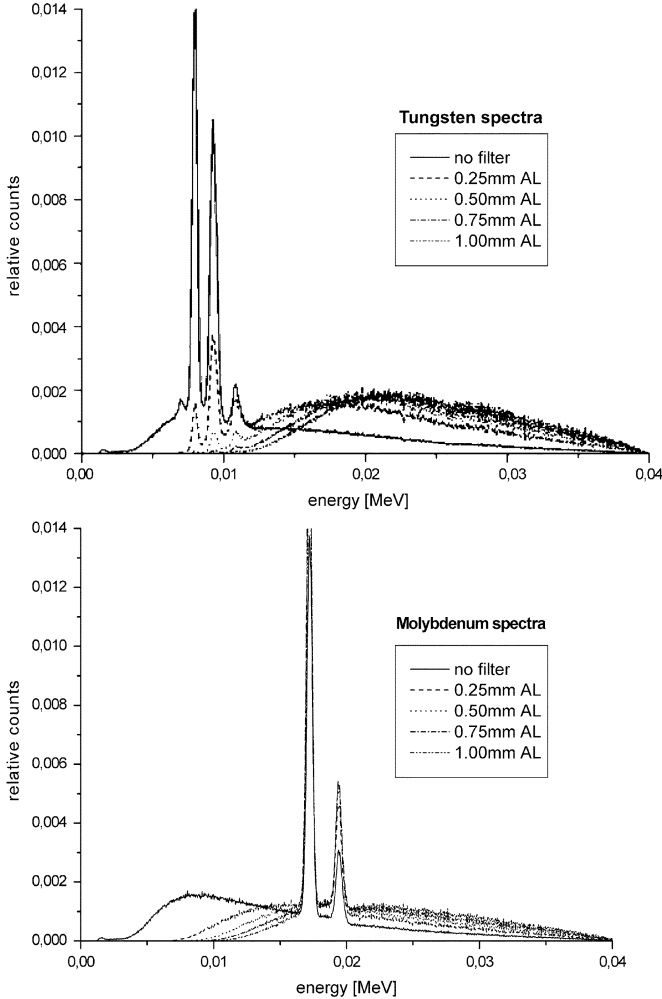 0,014
0,012
0,010
0,008
0,006
0,004
0,002
0,000
relative counts
Tungsten spectra
no filter
0.25mm AL
0.50mm AL
0.75mm AL
1.00mm AL
0,00 0,01 0,02 0,03 0,04
energy [MeV]
0,014
0,012
0,010
0,008
0,006
0,004
0,002
0,000
relative counts
Molybdenum spectra
no filter
0.25mm AL
0.50mm AL
0.75mm AL
1.00mm AL
0,00 0,01 0,02 0,03 0,04
energy [MeV]